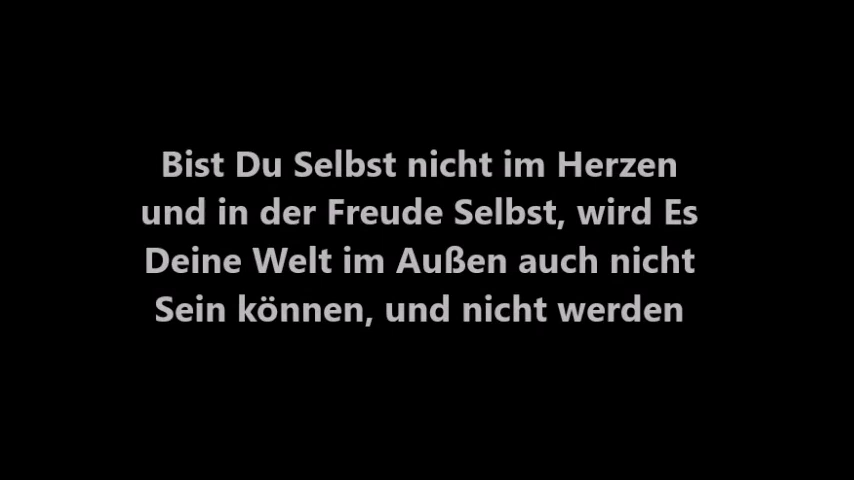 Bist Du Selbst nicht im Herzen
und in der Freude Selbst, wird Es
Deine Welt im Außen auch nicht
Sein können, und nicht werden